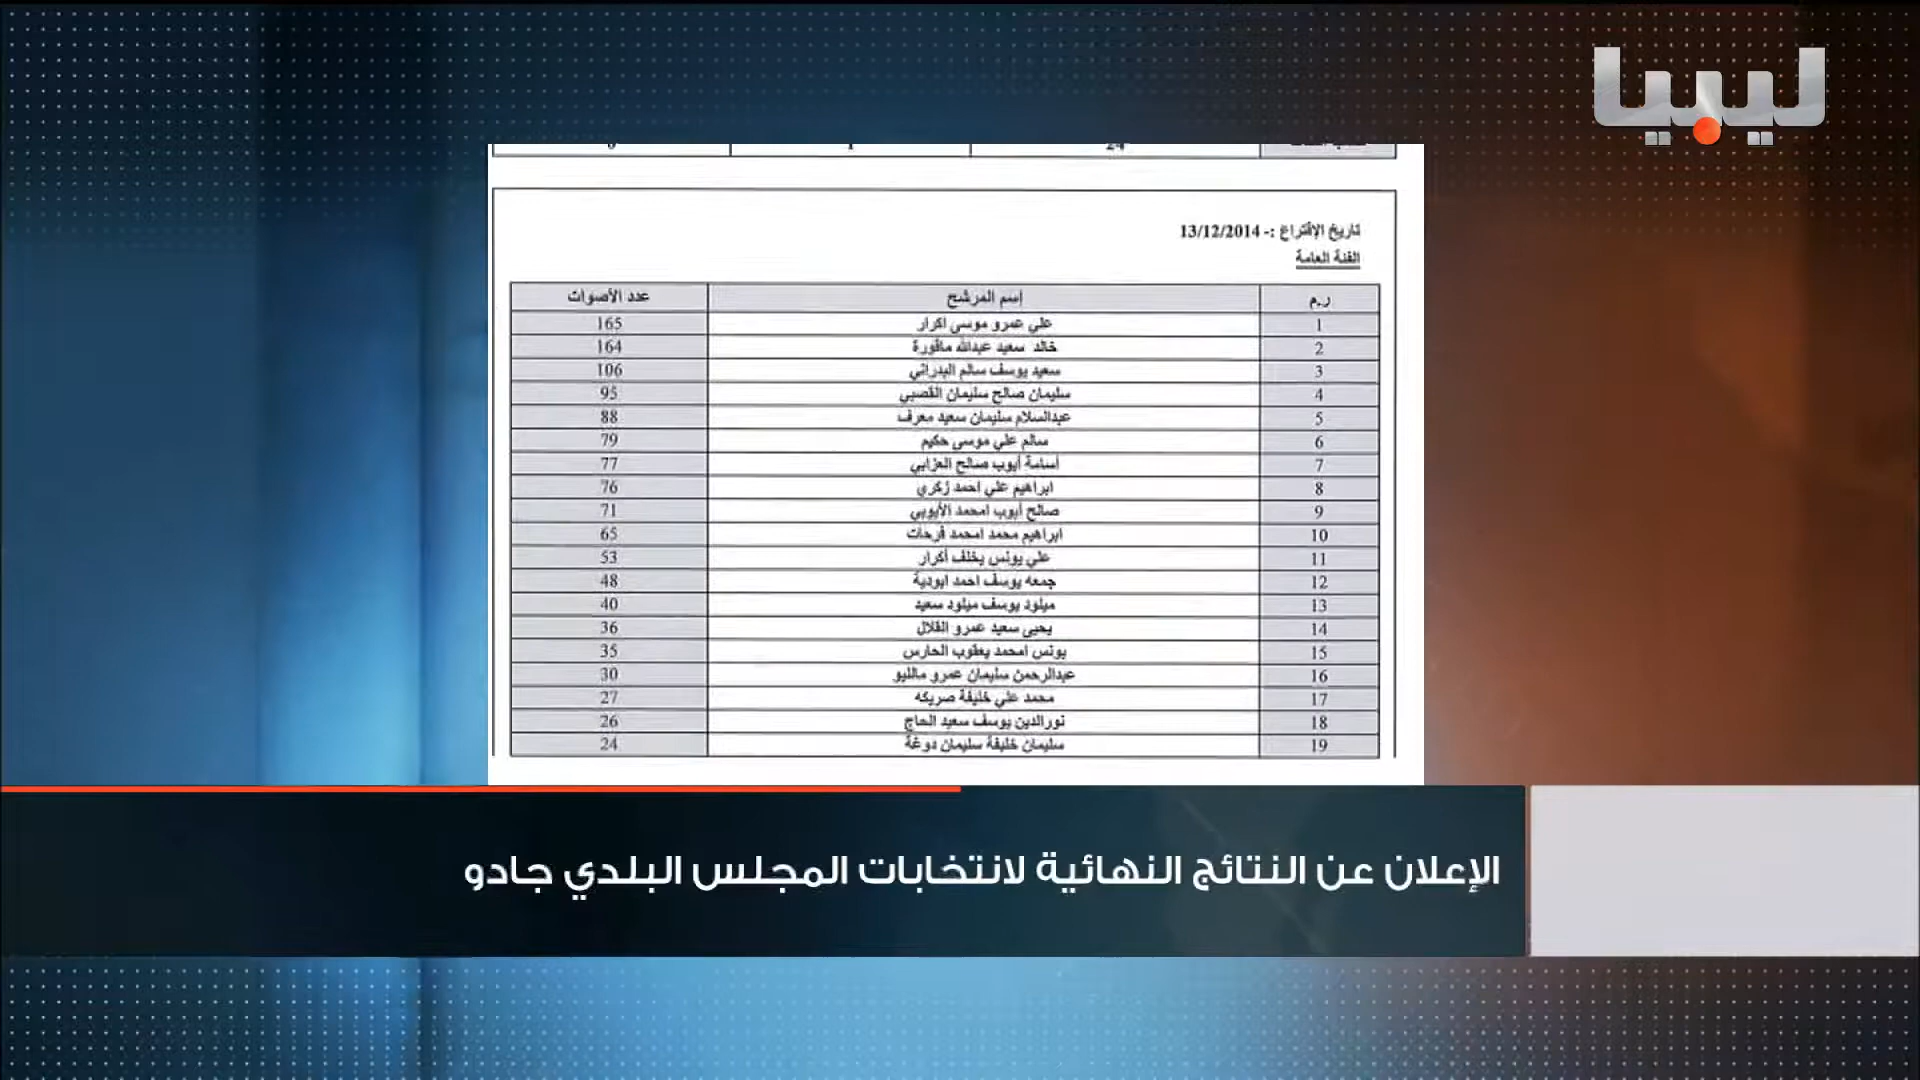 ليبيا
تاريخ الإقتراع :- 13/12/2014
الفئة العامة
ر.م إسم المرشح عدد الأصوات
1 علي عمرو موسى اكرار 165
2 خالد سعيد عبدالله ماقورة 164
3 سعيد يوسف سالم البدراني 106
4 سليمان صالح سليمان القصبي 95
5 عبدالسلام سليمان سعيد معرف 88
6 سالم علي موسى حكيم 79
7 أسامة أيوب صالح العزابي 77
8 ابراهيم علي احمد زكري 76
9 صالح أيوب امحمد الأيوبي 71
10 ابراهيم محمد امحمد فرحات 65
11 علي يونس يخلف أكرار 53
12 جمعه يوسف احمد ابودية 48
13 ميلود يوسف ميلود سعيد 40
14 يحيى سعيد عمرو القلال 36
15 يونس امحمد يعقوب الحارس 35
16 عبدالرحمن سليمان عمرو ماللبو 30
17 محمد علي خليفة صريكه 27
18 نورالدين يوسف سعيد الحاج 26
19 سليمان خليفة سليمان دوغة 24
الإعلان عن النتائج النهائية لانتخابات المجلس البلدي جادو